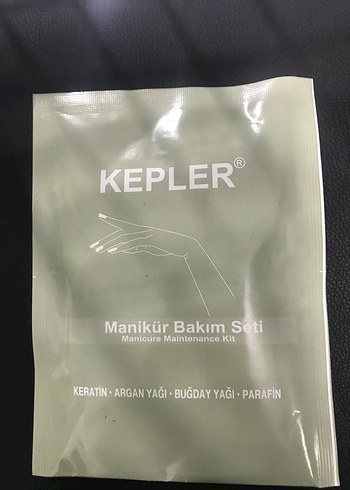 KEPLER®
Manikür Bakım Seti
Manicure Maintenance Kit
KERATİN · ARGAN YAĞI · BUĞDAY YAĞI · PARAFİN